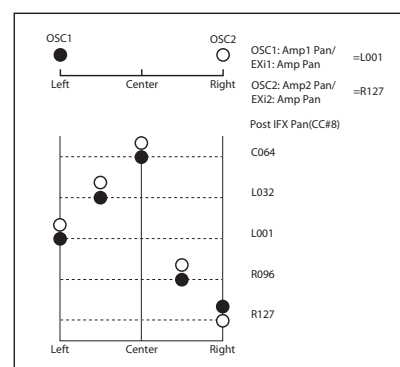 OSC1 OSC2
Left Center Right
OSC1: Amp1 Pan/
EXi1: Amp Pan =L001
OSC2: Amp2 Pan/
EXi2: Amp Pan =R127
Post IFX Pan(CC#8)
C064
L032
L001
R096
R127
Left Center Right